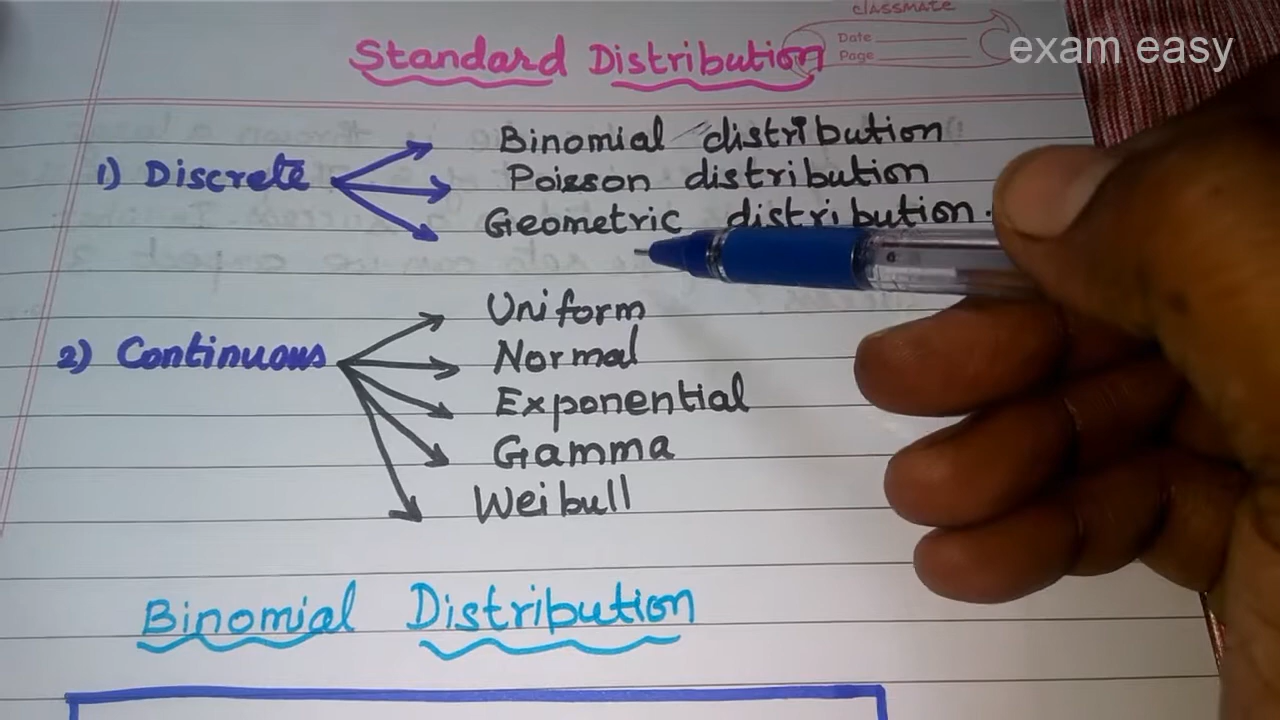 classmate
Date
Page
exam easy
Standard Distribution
1) Discrete
Binomial distribution
Poisson distribution
Geometric distribution.
2) Continuous
Uniform
Normal
Exponential
Gamma
Weibull
Binomial Distribution